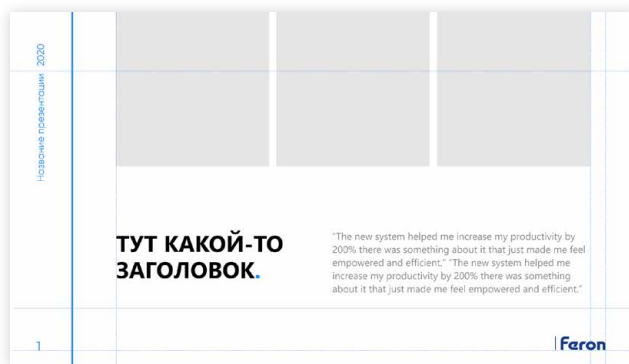 Название презентации 2020
ТУТ КАКОЙ-ТО
ЗАГОЛОВОК.
"The new system helped me increase my productivity by
200% there was something about it that just made me feel
empowered and efficient." "The new system helped me
increase my productivity by 200% there was something
about it that just made me feel empowered and efficient."
1
Feron